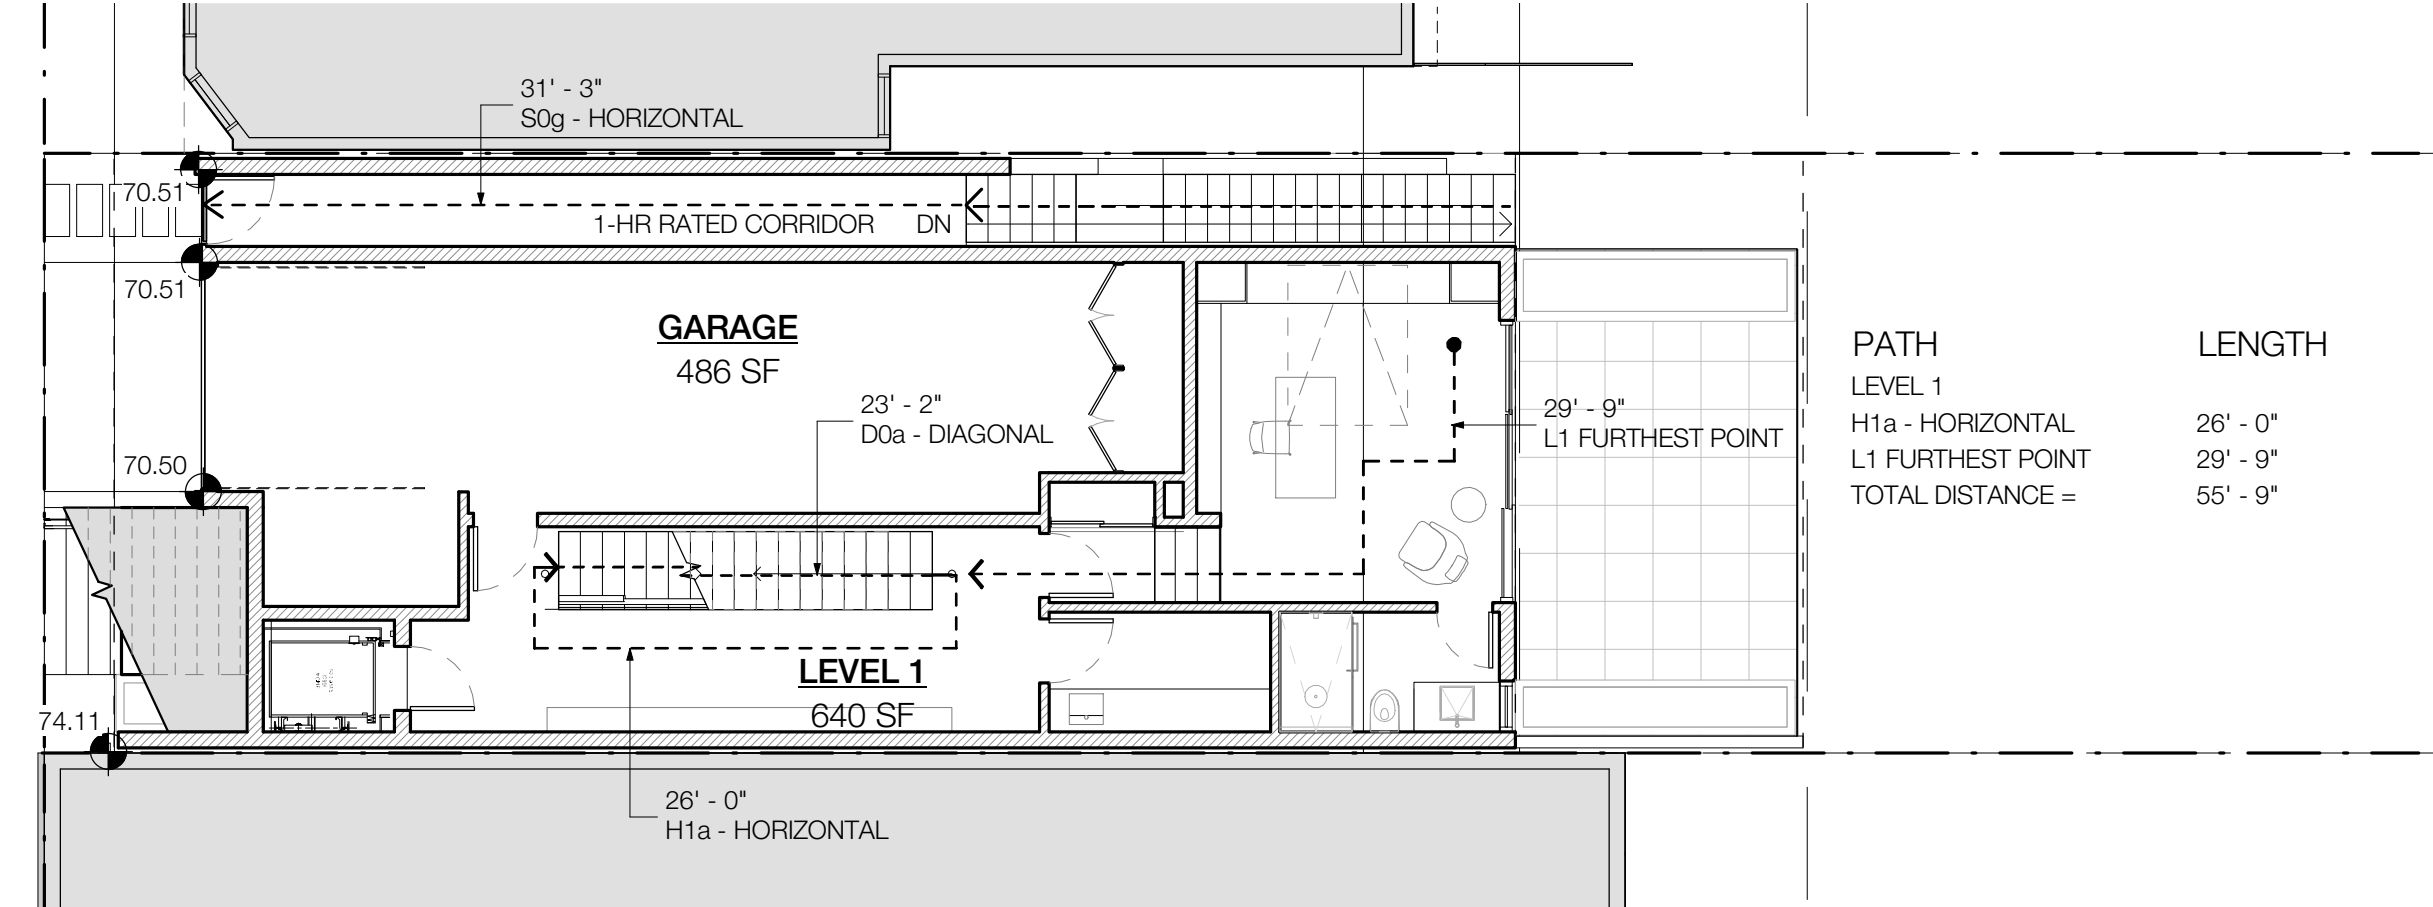 31' - 3"
S0g - HORIZONTAL
70.51
1-HR RATED CORRIDOR DN
70.51
GARAGE
486 SF
23' - 2"
D0a - DIAGONAL
29' - 9"
L1 FURTHEST POINT
PATH LENGTH
LEVEL 1
H1a - HORIZONTAL 26' - 0"
L1 FURTHEST POINT 29' - 9"
TOTAL DISTANCE = 55' - 9"
70.50
LEVEL 1
640 SF
74.11
26' - 0"
H1a - HORIZONTAL